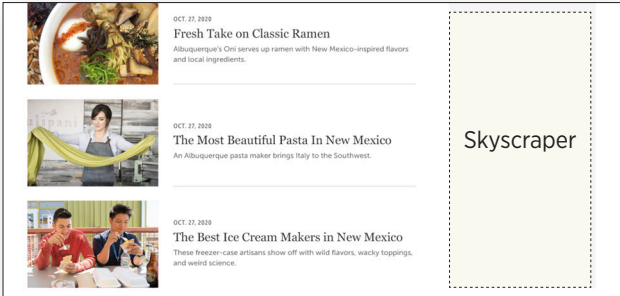 OCT. 27, 2020
Fresh Take on Classic Ramen
Albuquerque's Oni serves up ramen with New Mexico-inspired flavors
and local ingredients.
OCT. 27, 2020
The Most Beautiful Pasta In New Mexico
An Albuquerque pasta maker brings Italy to the Southwest.
OCT. 27, 2020
The Best Ice Cream Makers in New Mexico
These freezer-case artisans show off with wild flavors, wacky toppings,
and weird science.
Skyscraper